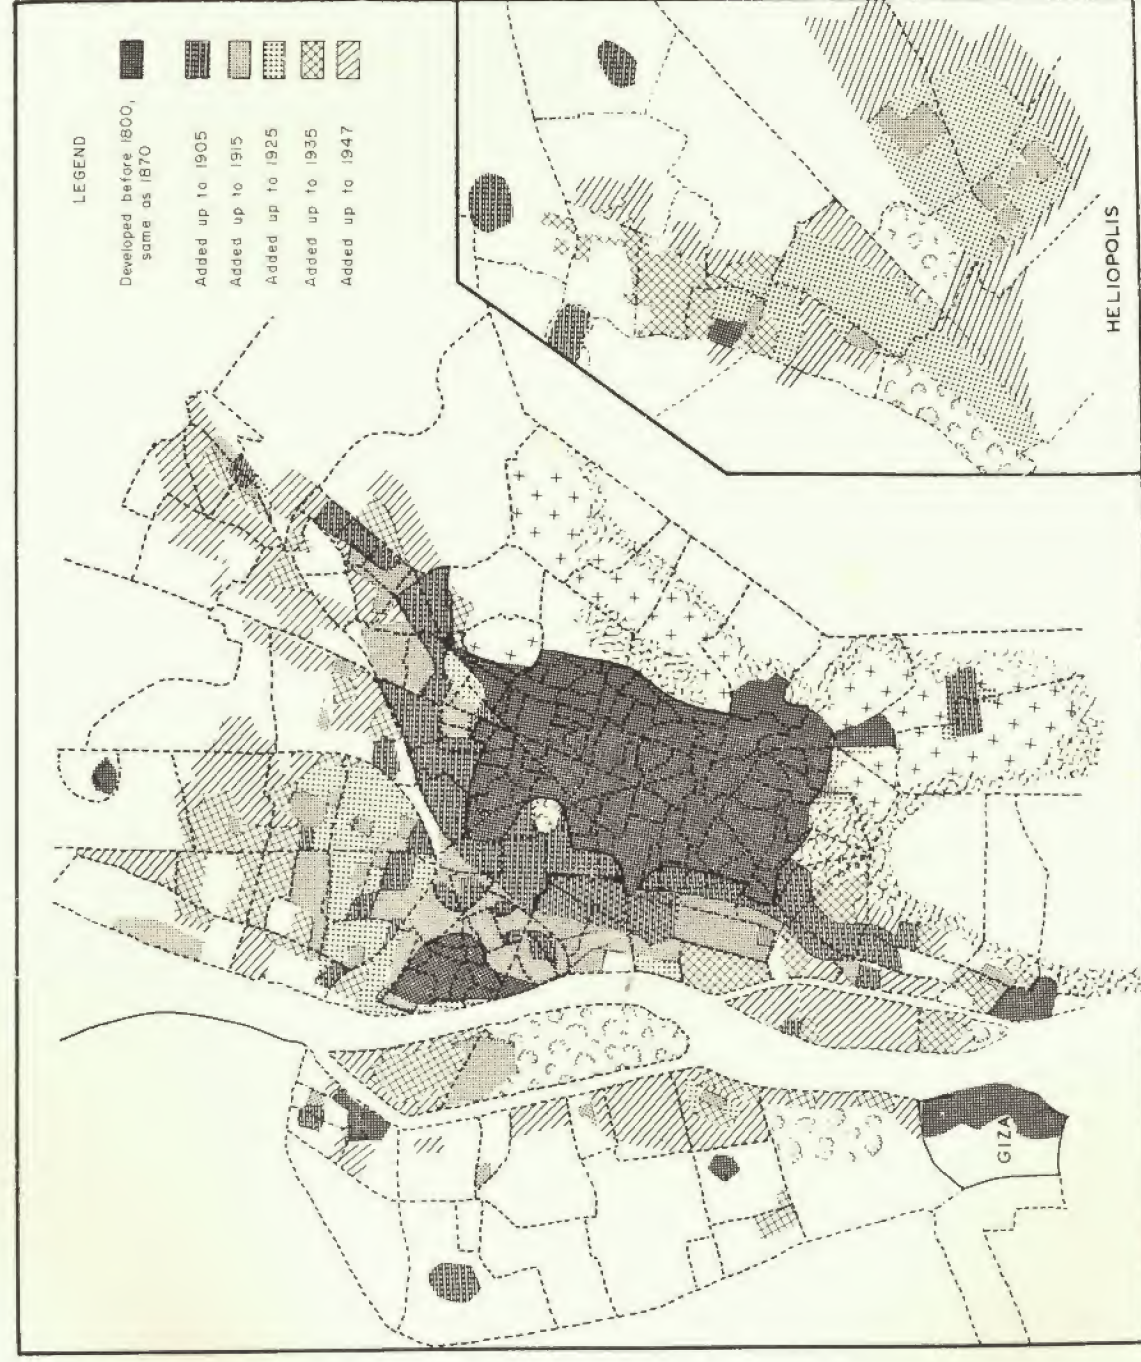 LEGEND
Developed before 1800,
same as 1870
Added up to 1905
Added up to 1915
Added up to 1925
Added up to 1935
Added up to 1947
HELIOPOLIS
GIZA